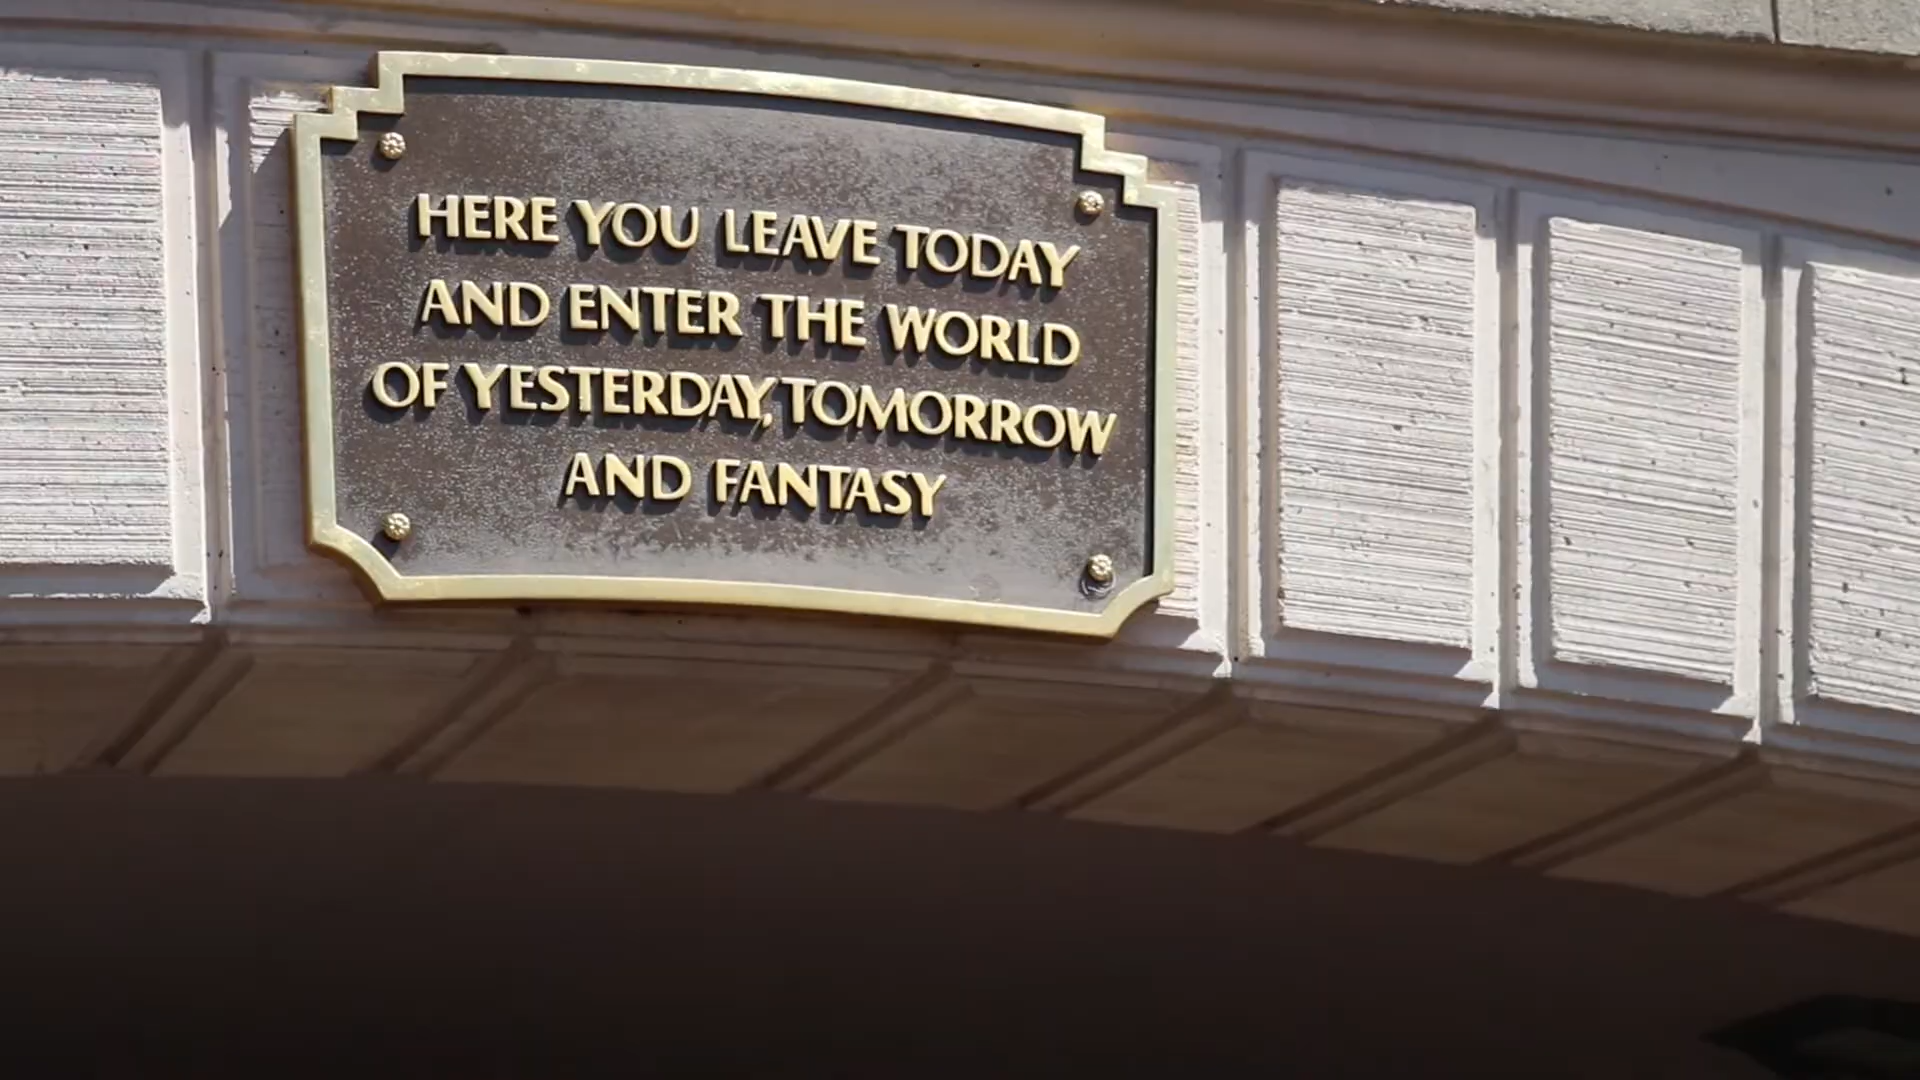 HERE YOU LEAVE TODAY
AND ENTER THE WORLD
OF YESTERDAY, TOMORROW
AND FANTASY